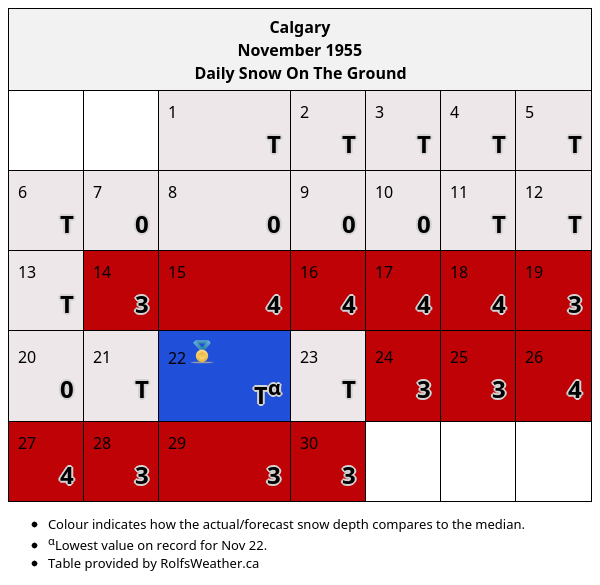 Calgary
November 1955
Daily Snow On The Ground
1 2 3 4 5
T T T T T
6 7 8 9 10 11 12
T 0 0 0 0 T T
13 14 15 16 17 18 19
T 3 4 4 4 4 3
20 21 22 23 24 25 26
0 T Tα T 3 3 4
27 28 29 30
4 3 3 3
Colour indicates how the actual/forecast snow depth compares to the median.
αLowest value on record for Nov 22.
Table provided by RolfsWeather.ca